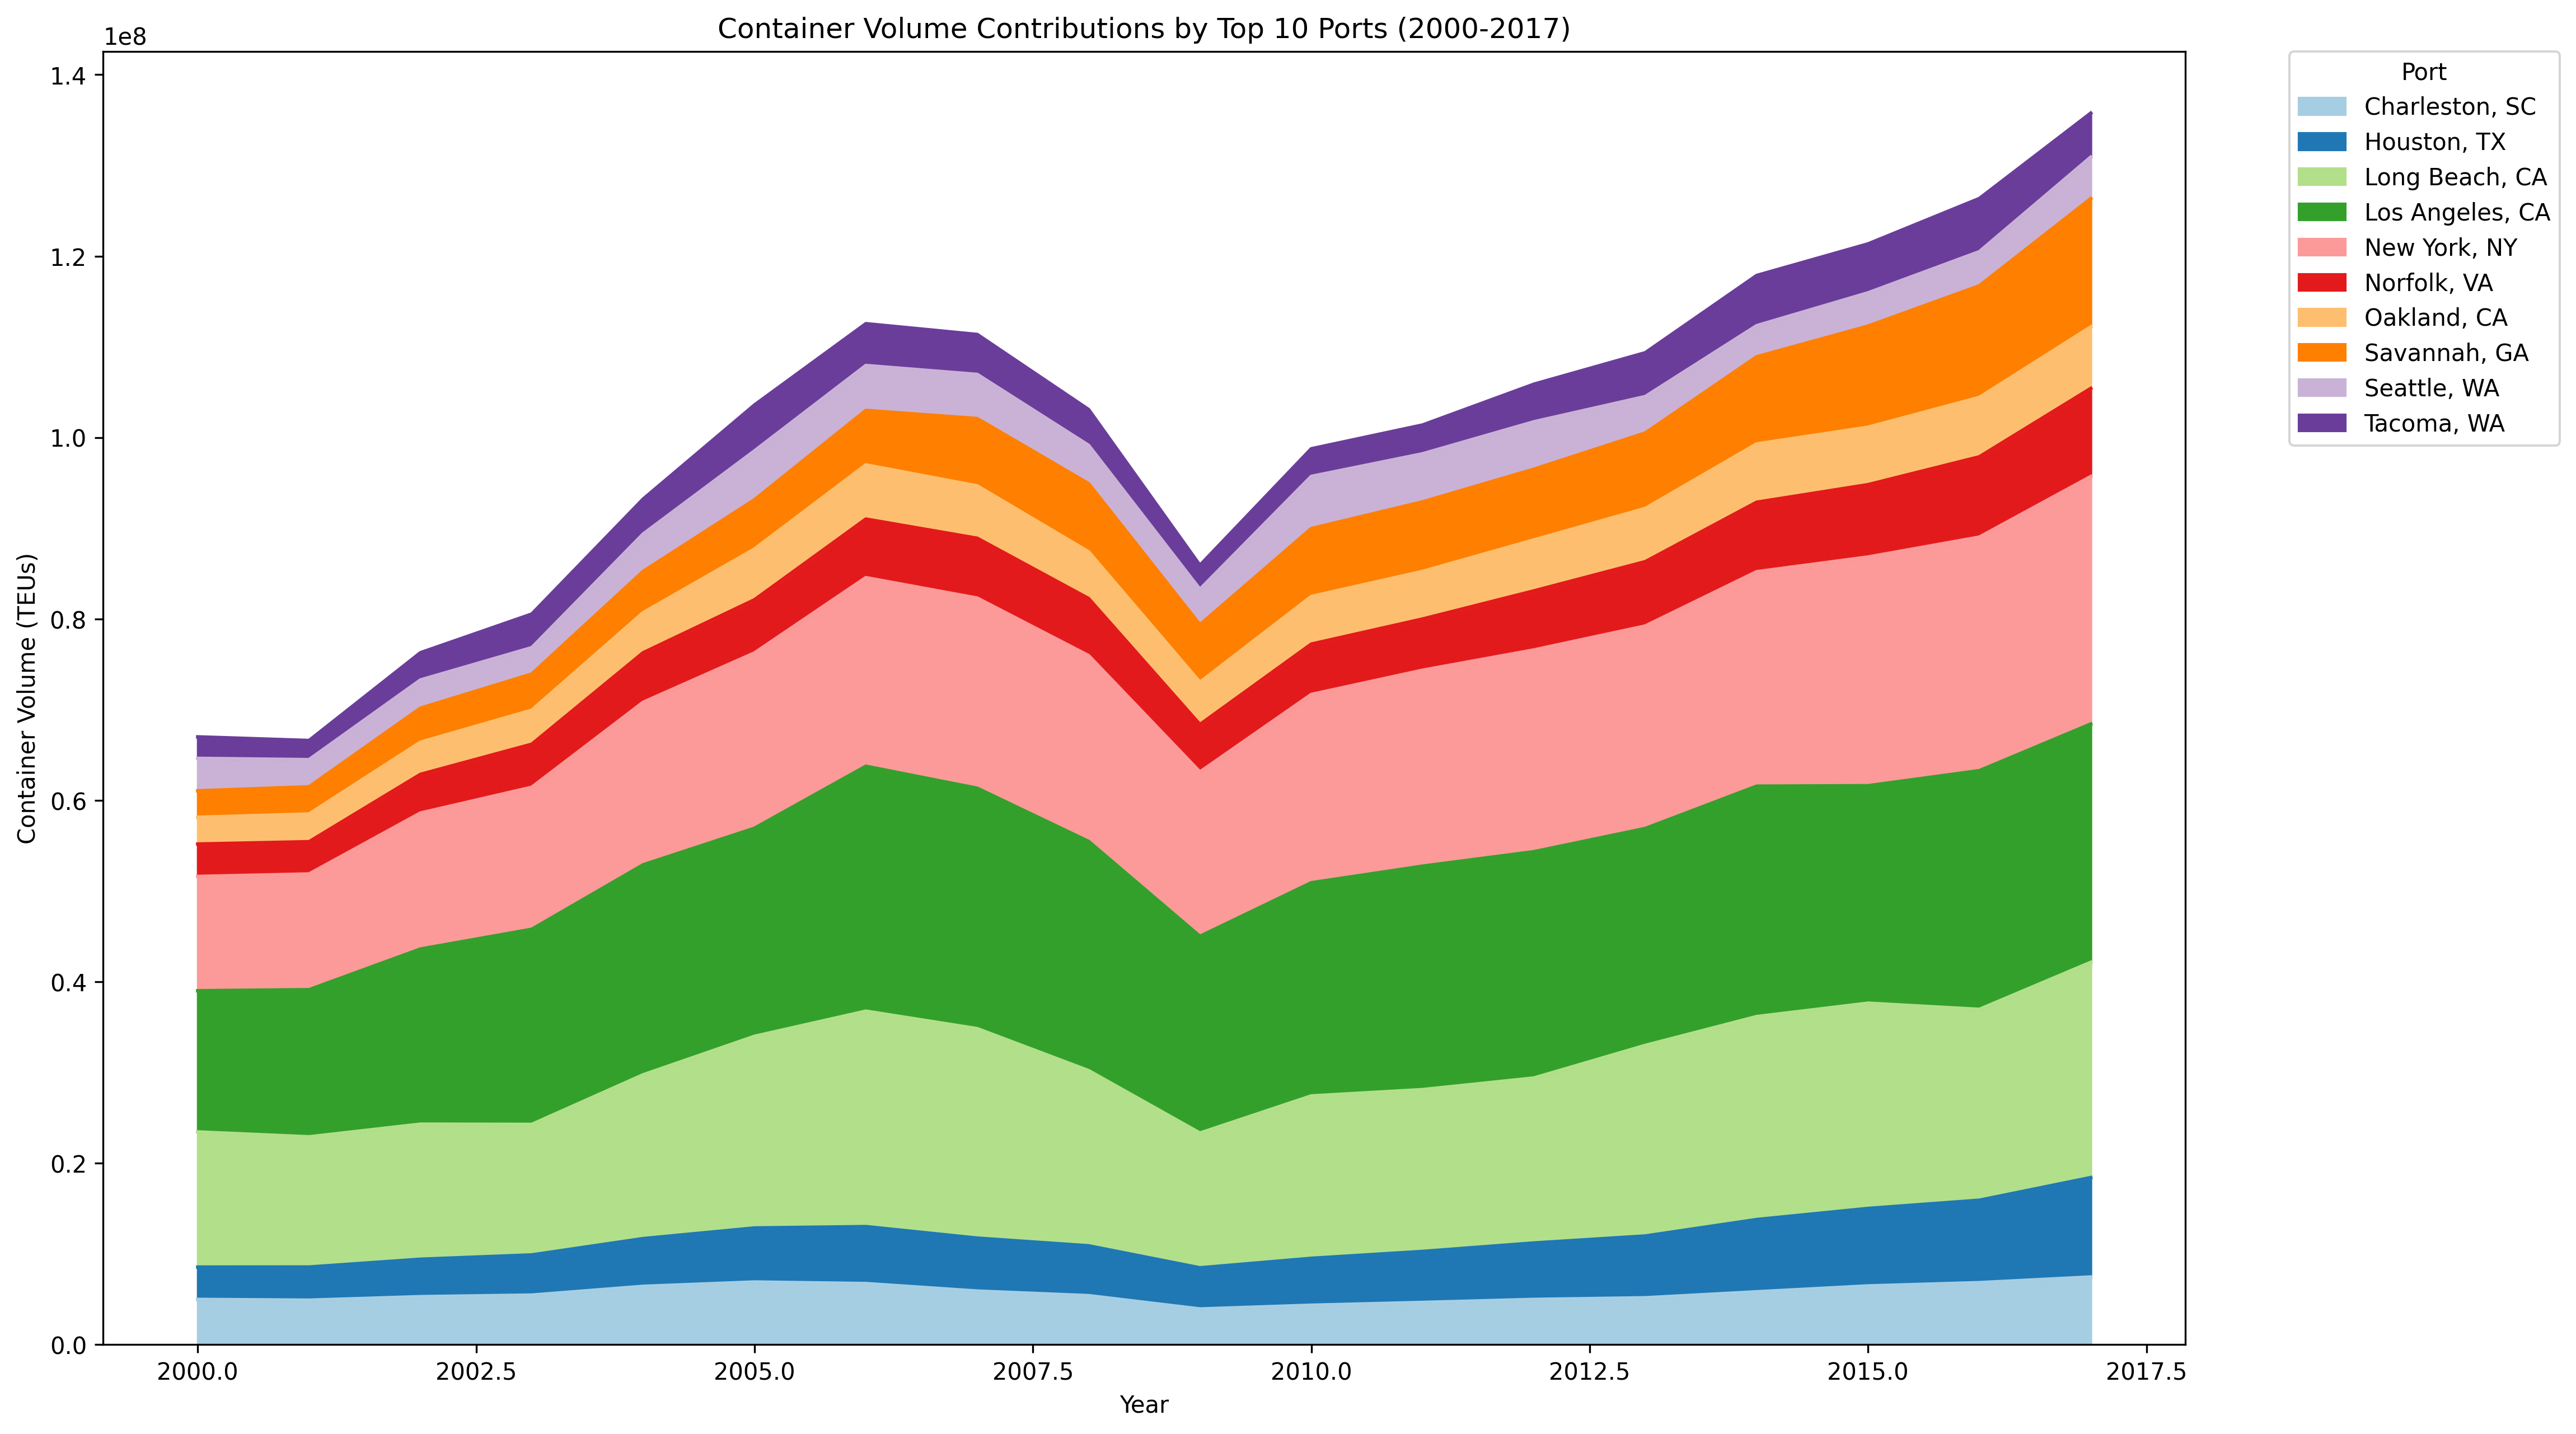 Container Volume Contributions by Top 10 Ports (2000-2017)
1e8
1.4
1.2
1.0
0.8
0.6
0.4
0.2
0.0
Container Volume (TEUs)
2000.0 2002.5 2005.0 2007.5 2010.0 2012.5 2015.0 2017.5
Year
Port
Charleston, SC
Houston, TX
Long Beach, CA
Los Angeles, CA
New York, NY
Norfolk, VA
Oakland, CA
Savannah, GA
Seattle, WA
Tacoma, WA